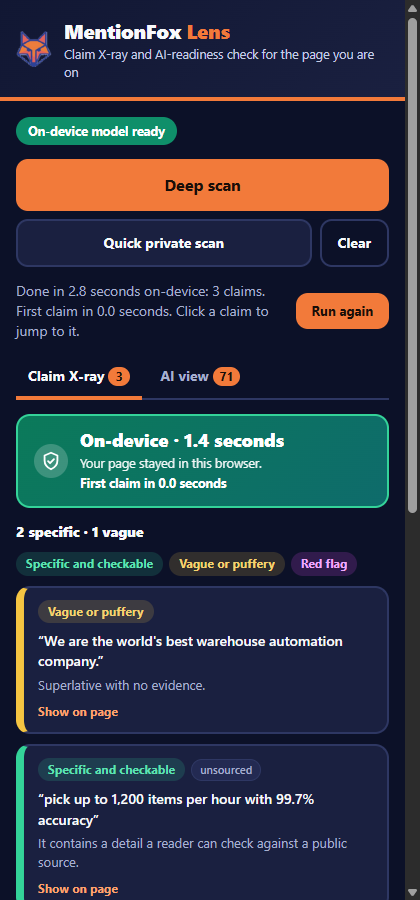 MentionFox Lens
Claim X-ray and AI-readiness check for the page you are
on
On-device model ready
Deep scan
Quick private scan
Clear
Done in 2.8 seconds on-device: 3 claims.
First claim in 0.0 seconds. Click a claim to
jump to it.
Run again
Claim X-ray 3
AI view 71
On-device · 1.4 seconds
Your page stayed in this browser.
First claim in 0.0 seconds
2 specific · 1 vague
Specific and checkable
Vague or puffery
Red flag
Vague or puffery
“We are the world's best warehouse automation
company.”
Superlative with no evidence.
Show on page
Specific and checkable
unsourced
“pick up to 1,200 items per hour with 99.7%
accuracy”
It contains a detail a reader can check against a public
source.
Show on page